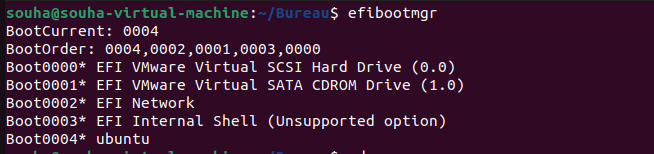 souha@souha-virtual-machine:~/Bureau$ efibootmgr
BootCurrent: 0004
BootOrder: 0004,0002,0001,0003,0000
Boot0000* EFI VMware Virtual SCSI Hard Drive (0.0)
Boot0001* EFI VMware Virtual SATA CDROM Drive (1.0)
Boot0002* EFI Network
Boot0003* EFI Internal Shell (Unsupported option)
Boot0004* ubuntu